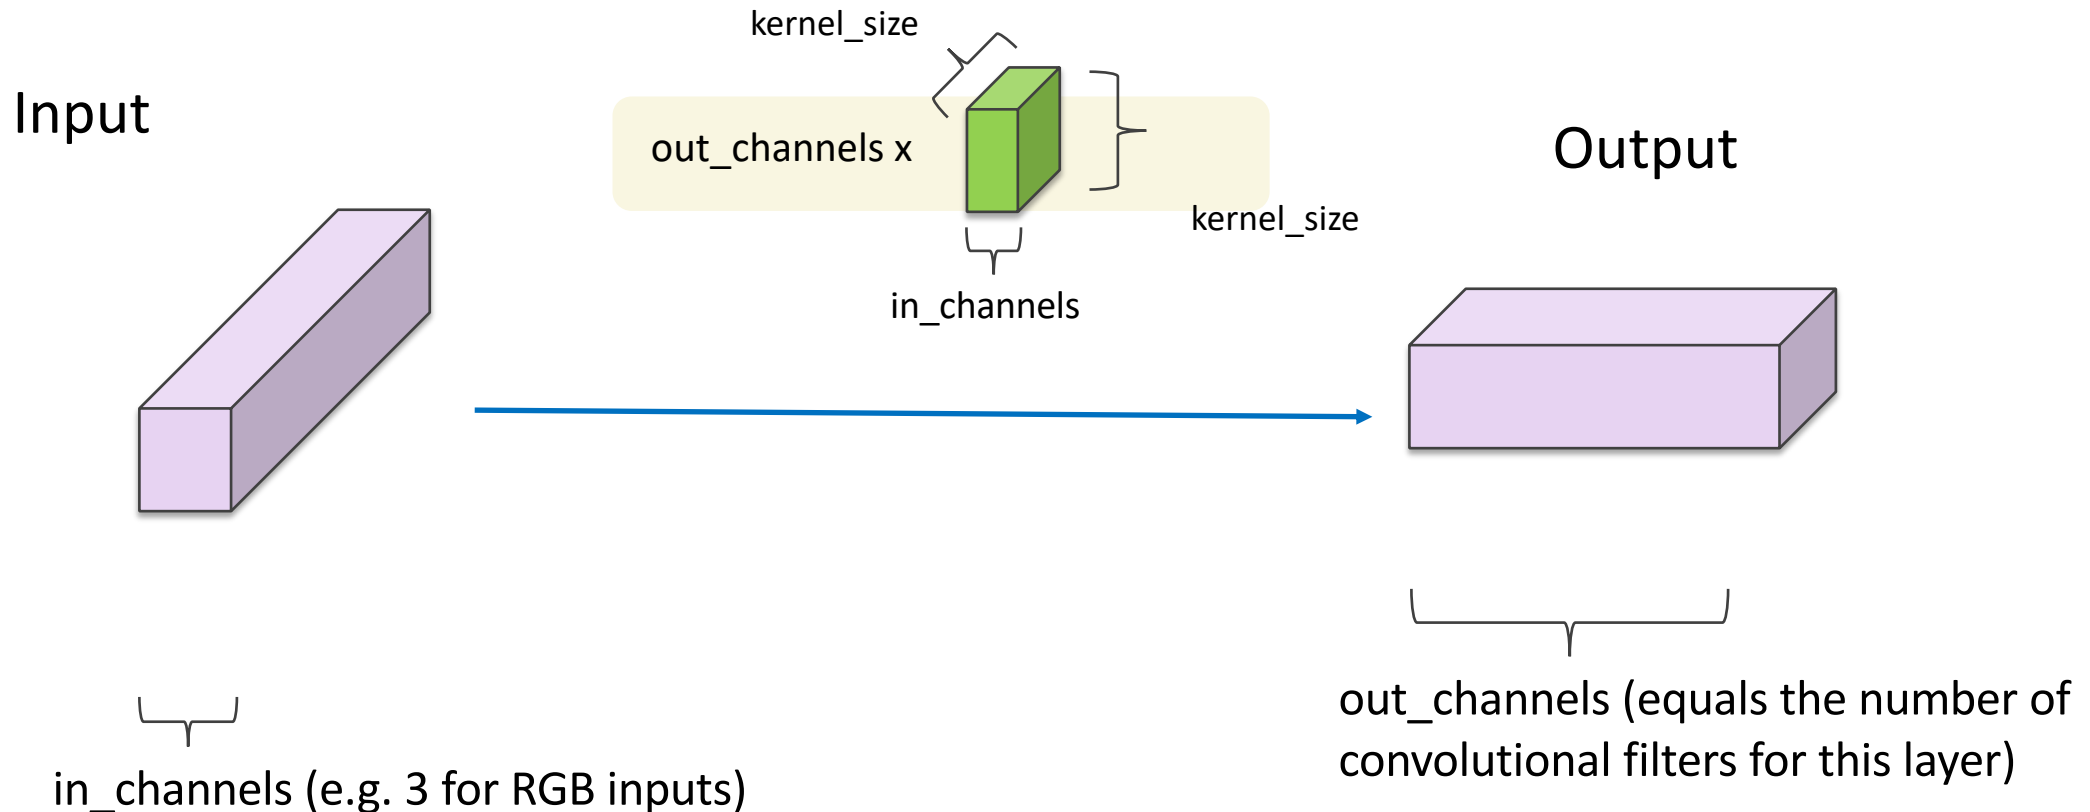 kernel_size
Input
out_channels x
Output
kernel_size
in_channels
out_channels (equals the number of
convolutional filters for this layer)
in_channels (e.g. 3 for RGB inputs)